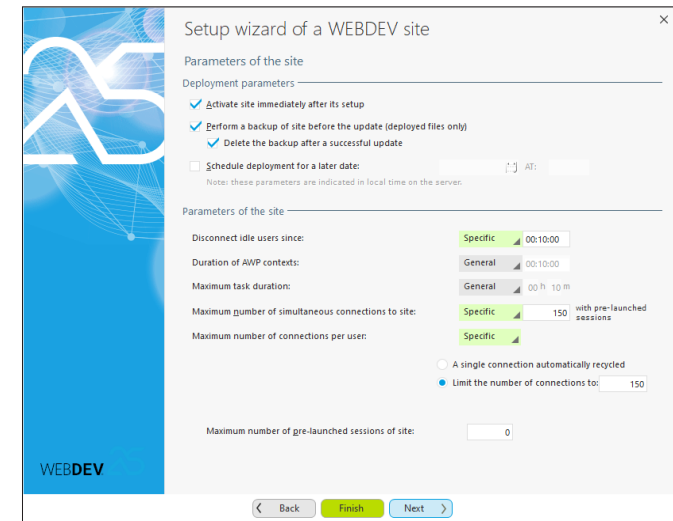 Setup wizard of a WEBDEV site
Parameters of the site
Deployment parameters
Activate site immediately after its setup
Perform a backup of site before the update (deployed files only)
Delete the backup after a successful update
Schedule deployment for a later date: AT:
Note: these parameters are indicated in local time on the server.
Parameters of the site
Disconnect idle users since: Specific 00:10:00
Duration of AWP contexts: General 00:10:00
Maximum task duration: General 00 h 10 m
Maximum number of simultaneous connections to site: Specific 150 with pre-launched sessions
Maximum number of connections per user: Specific
A single connection automatically recycled
Limit the number of connections to: 150
Maximum number of pre-launched sessions of site: 0
WEBDEV
Back Finish Next